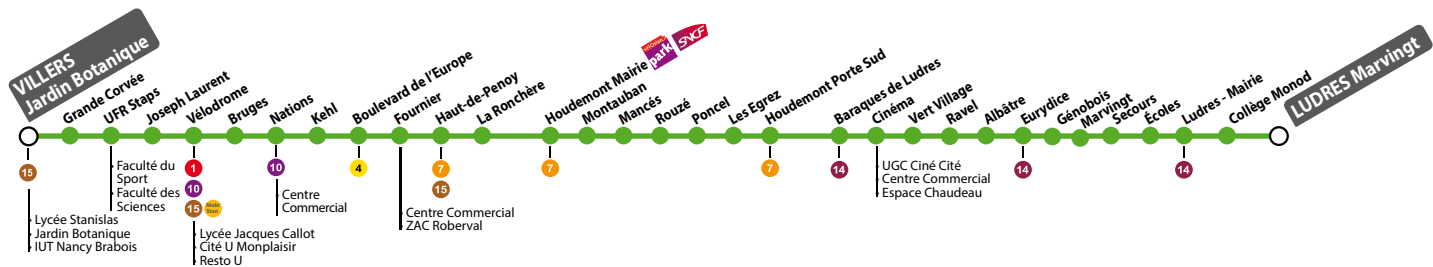 VILLERS
Jardin Botanique
Grande Corvée
UFR Staps
Joseph Laurent
Vélodrome
Bruges
Nations
Kehl
Boulevard de l'Europe
Fournier
Haut-de-Penoy
La Ronchère
Houdemont Mairie
park
SNCF
Montauban
Mancés
Rouzé
Poncel
Les Egrez
Houdemont Porte Sud
Baraques de Ludres
Cinéma
Vert Village
Ravel
Albâtre
Eurydice
Génobois
Marvingt
Secours
Écoles
Ludres - Mairie
Collège Monod
LUDRES Marvingt
15
Lycée Stanislas
Jardin Botanique
IUT Nancy Brabois
Faculté du
Sport
Faculté des
Sciences
1
10
15
Mobi
Stan
Lycée Jacques Callot
Cité U Monplaisir
Resto U
10
Centre
Commercial
4
Centre Commercial
ZAC Roberval
7
15
7
7
14
UGC Ciné Cité
Centre Commercial
Espace Chaudeau
14
14